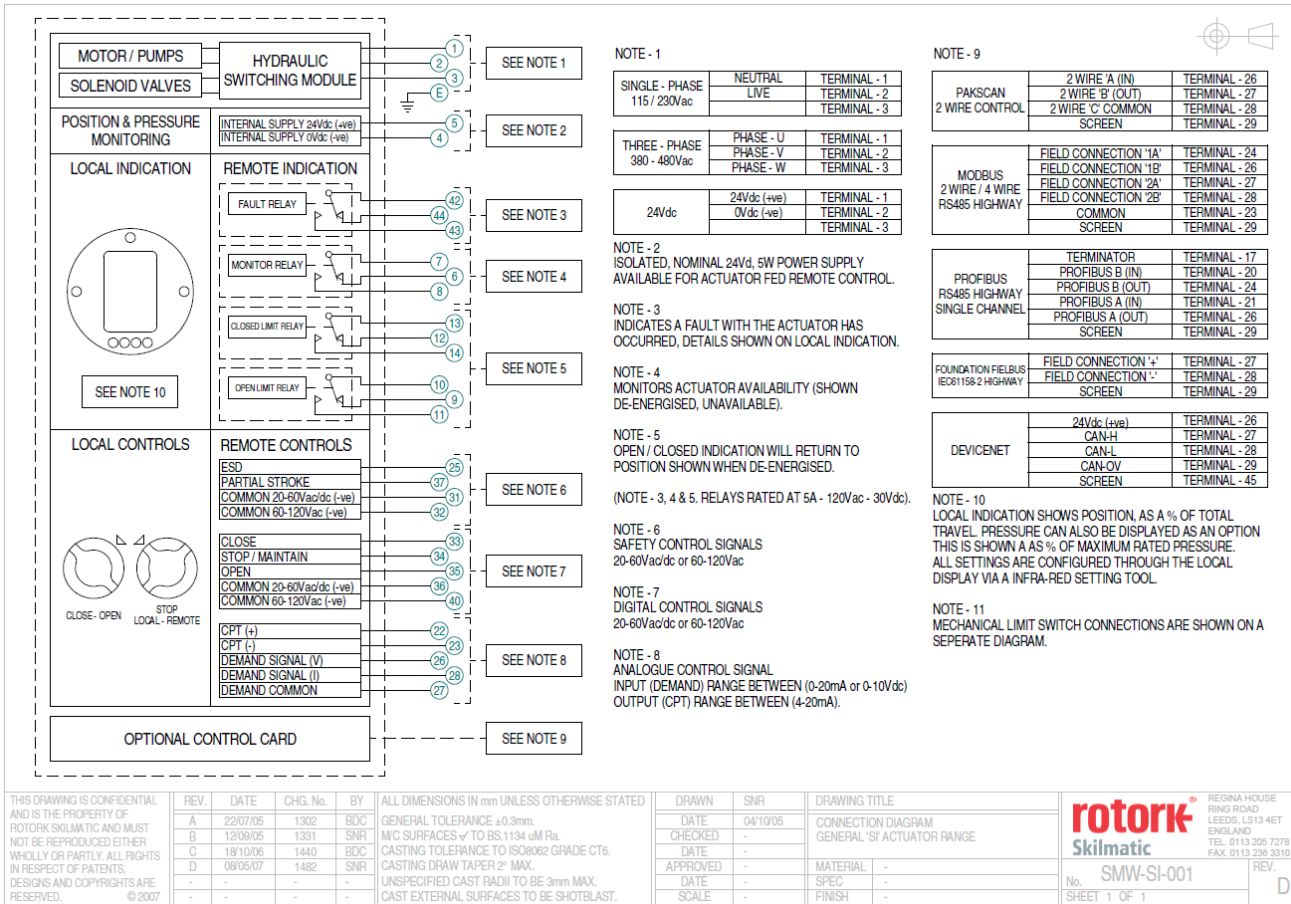 MOTOR / PUMPS
SOLENOID VALVES
HYDRAULIC
SWITCHING MODULE
1
2
3
E
SEE NOTE 1
POSITION & PRESSURE
MONITORING
INTERNAL SUPPLY 24Vdc (+ve)
INTERNAL SUPPLY 0Vdc (-ve)
5
4
SEE NOTE 2
LOCAL INDICATION
REMOTE INDICATION
FAULT RELAY
42
44
43
SEE NOTE 3
MONITOR RELAY
7
6
8
SEE NOTE 4
CLOSED LIMIT RELAY
13
12
14
SEE NOTE 5
OPEN LIMIT RELAY
10
9
11
SEE NOTE 10
LOCAL CONTROLS
REMOTE CONTROLS
ESD
PARTIAL STROKE
COMMON 20-60Vac/dc (-ve)
COMMON 60-120Vac (-ve)
25
37
31
32
SEE NOTE 6
CLOSE
STOP / MAINTAIN
OPEN
COMMON 20-60Vac/dc (-ve)
COMMON 60-120Vac (-ve)
33
34
35
36
40
SEE NOTE 7
CLOSE - OPEN
STOP
LOCAL - REMOTE
CPT (+)
CPT (-)
DEMAND SIGNAL (V)
DEMAND SIGNAL (I)
DEMAND COMMON
22
23
26
28
27
SEE NOTE 8
OPTIONAL CONTROL CARD
SEE NOTE 9
NOTE - 1
SINGLE - PHASE
115 / 230Vac
NEUTRAL TERMINAL - 1
LIVE TERMINAL - 2
TERMINAL - 3
THREE - PHASE
380 - 480Vac
PHASE - U TERMINAL - 1
PHASE - V TERMINAL - 2
PHASE - W TERMINAL - 3
24Vdc
24Vdc (+ve) TERMINAL - 1
0Vdc (-ve) TERMINAL - 2
TERMINAL - 3
NOTE - 2
ISOLATED, NOMINAL 24Vd, 5W POWER SUPPLY
AVAILABLE FOR ACTUATOR FED REMOTE CONTROL.
NOTE - 3
INDICATES A FAULT WITH THE ACTUATOR HAS
OCCURRED, DETAILS SHOWN ON LOCAL INDICATION.
NOTE - 4
MONITORS ACTUATOR AVAILABILITY (SHOWN
DE-ENERGISED, UNAVAILABLE).
NOTE - 5
OPEN / CLOSED INDICATION WILL RETURN TO
POSITION SHOWN WHEN DE-ENERGISED.
(NOTE - 3, 4 & 5. RELAYS RATED AT 5A - 120Vac - 30Vdc).
NOTE - 6
SAFETY CONTROL SIGNALS
20-60Vac/dc or 60-120Vac
NOTE - 7
DIGITAL CONTROL SIGNALS
20-60Vac/dc or 60-120Vac
NOTE - 8
ANALOGUE CONTROL SIGNAL
INPUT (DEMAND) RANGE BETWEEN (0-20mA or 0-10Vdc)
OUTPUT (CPT) RANGE BETWEEN (4-20mA).
NOTE - 9
PAKSCAN
2 WIRE CONTROL
2 WIRE 'A (IN) TERMINAL - 26
2 WIRE 'B' (OUT) TERMINAL - 27
2 WIRE 'C' COMMON TERMINAL - 28
SCREEN TERMINAL - 29
MODBUS
2 WIRE / 4 WIRE
RS485 HIGHWAY
FIELD CONNECTION '1A' TERMINAL - 24
FIELD CONNECTION '1B' TERMINAL - 26
FIELD CONNECTION '2A' TERMINAL - 27
FIELD CONNECTION '2B' TERMINAL - 28
COMMON TERMINAL - 23
SCREEN TERMINAL - 29
PROFIBUS
RS485 HIGHWAY
SINGLE CHANNEL
TERMINATOR TERMINAL - 17
PROFIBUS B (IN) TERMINAL - 20
PROFIBUS B (OUT) TERMINAL - 24
PROFIBUS A (IN) TERMINAL - 21
PROFIBUS A (OUT) TERMINAL - 26
SCREEN TERMINAL - 29
FOUNDATION FIELBUS
IEC61158-2 HIGHWAY
FIELD CONNECTION '+' TERMINAL - 27
FIELD CONNECTION '-' TERMINAL - 28
SCREEN TERMINAL - 29
DEVICENET
24Vdc (+ve) TERMINAL - 26
CAN-H TERMINAL - 27
CAN-L TERMINAL - 28
CAN-OV TERMINAL - 29
SCREEN TERMINAL - 45
NOTE - 10
LOCAL INDICATION SHOWS POSITION, AS A % OF TOTAL
TRAVEL. PRESSURE CAN ALSO BE DISPLAYED AS AN OPTION
THIS IS SHOWN A AS % OF MAXIMUM RATED PRESSURE.
ALL SETTINGS ARE CONFIGURED THROUGH THE LOCAL
DISPLAY VIA A INFRA-RED SETTING TOOL.
NOTE - 11
MECHANICAL LIMIT SWITCH CONNECTIONS ARE SHOWN ON A
SEPERATE DIAGRAM.
THIS DRAWING IS CONFIDENTIAL
AND IS THE PROPERTY OF
ROTORK SKILMATIC AND MUST
NOT BE REPRODUCED EITHER
WHOLLY OR PARTLY. ALL RIGHTS
IN RESPECT OF PATENTS,
DESIGNS AND COPYRIGHTS ARE
RESERVED. © 2007
REV. DATE CHG. No. BY
A 22/07/05 1302 BDC
B 12/09/05 1331 SNR
C 18/10/06 1440 BDC
D 08/05/07 1482 SNR
- - - -
- - - -
ALL DIMENSIONS IN mm UNLESS OTHERWISE STATED
GENERAL TOLERANCE ±0.3mm.
M/C SURFACES √ TO BS.1134 uM Ra.
CASTING TOLERANCE TO ISO8062 GRADE CT6.
CASTING DRAW TAPER 2° MAX.
UNSPECIFIED CAST RADII TO BE 3mm MAX.
CAST EXTERNAL SURFACES TO BE SHOTBLAST.
DRAWN SNR
DATE 04/10/05
CHECKED -
DATE -
APPROVED -
DATE -
SCALE -
DRAWING TITLE
CONNECTION DIAGRAM
GENERAL 'SI' ACTUATOR RANGE
MATERIAL -
SPEC -
FINISH -
rotork®
Skilmatic
REGINA HOUSE
RING ROAD
LEEDS, LS13 4ET
ENGLAND
TEL. 0113 205 7278
FAX. 0113 236 3310
No. SMW-SI-001
REV.
D
SHEET 1 OF 1